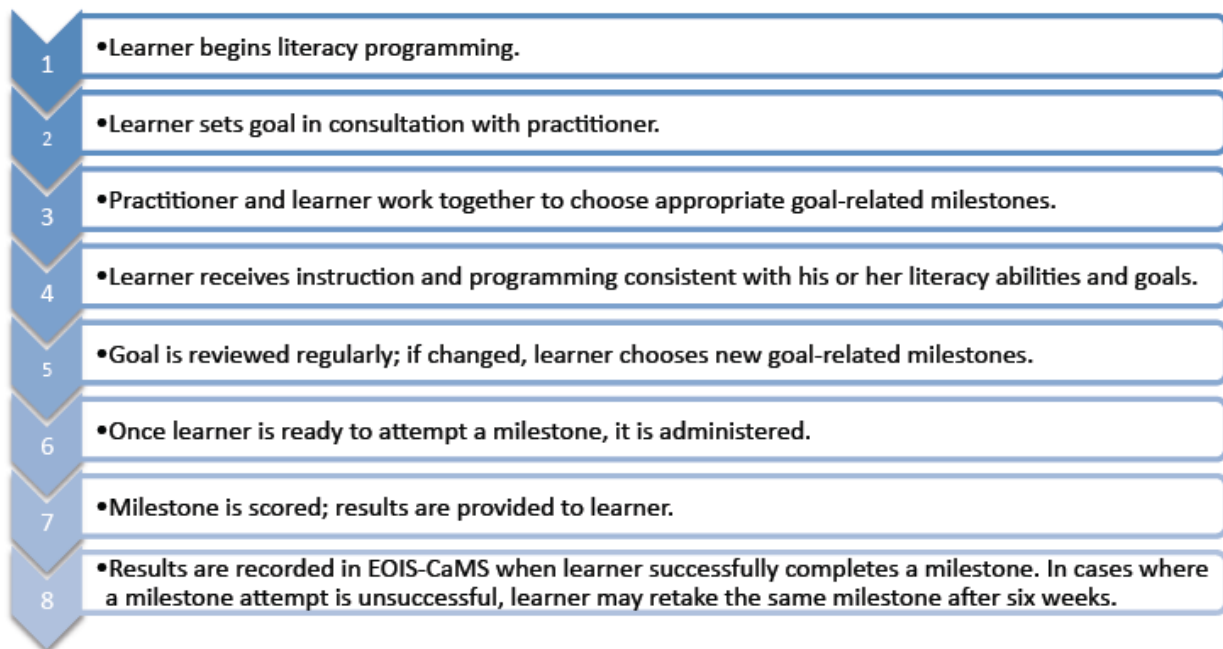 1
•Learner begins literacy programming.
2
•Learner sets goal in consultation with practitioner.
3
•Practitioner and learner work together to choose appropriate goal-related milestones.
4
•Learner receives instruction and programming consistent with his or her literacy abilities and goals.
5
•Goal is reviewed regularly; if changed, learner chooses new goal-related milestones.
6
•Once learner is ready to attempt a milestone, it is administered.
7
•Milestone is scored; results are provided to learner.
8
•Results are recorded in EOIS-CaMS when learner successfully completes a milestone. In cases where
a milestone attempt is unsuccessful, learner may retake the same milestone after six weeks.